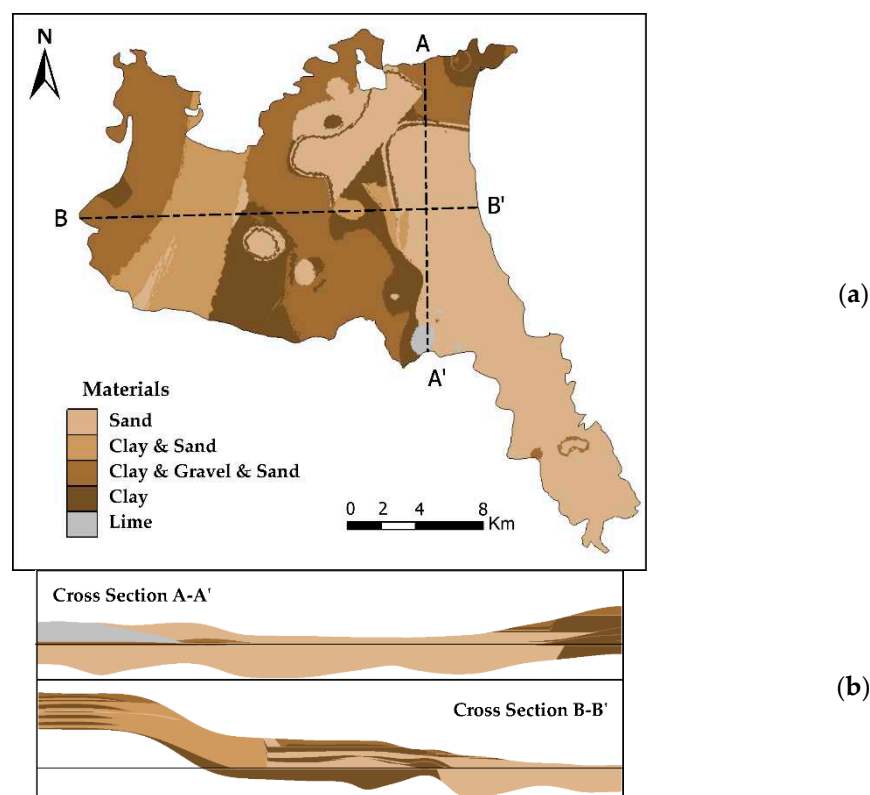 N
A
B
B'
(a)
A'
Materials
Sand
Clay & Sand
Clay & Gravel & Sand
Clay
Lime
0 2 4 8
Km
Cross Section A-A'
Cross Section B-B'
(b)